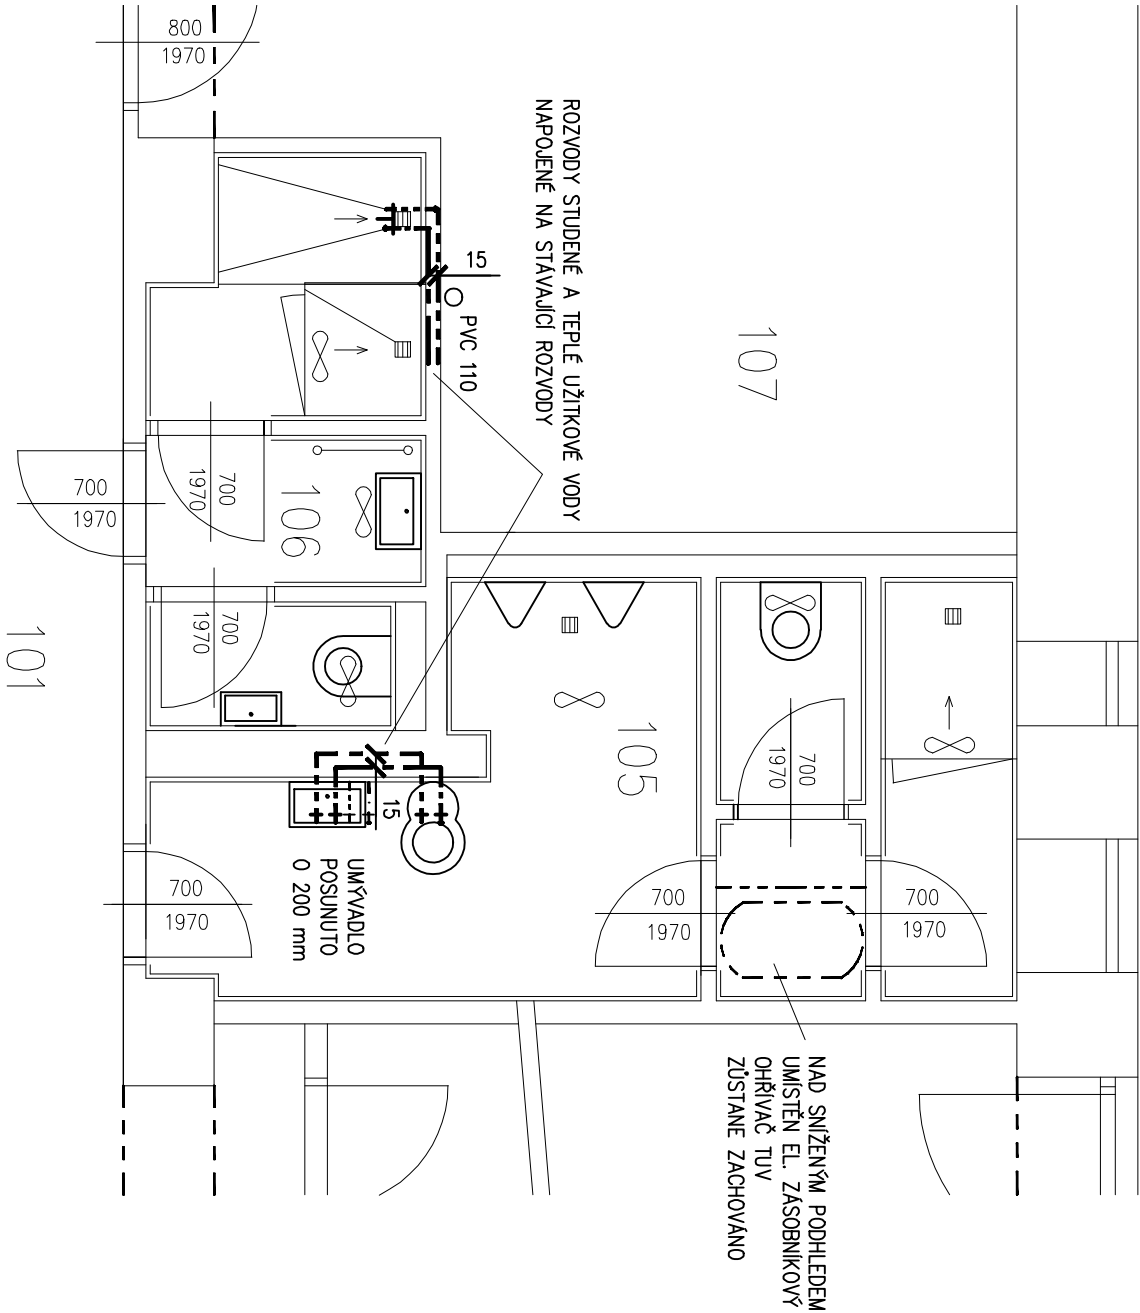 800
1970
ROZVODY STUDENÉ A TEPLÉ UŽITKOVÉ VODY
NAPOJENÉ NA STÁVAJÍCÍ ROZVODY
15
PVC 110
107
700
1970
700
1970
106
700
1970
101
105
700
1970
15
UMÝVADLO
POSUNUTO
O 200 mm
700
1970
700
1970
700
1970
NAD SNÍŽENÝM PODHLEDEM
UMÍSTĚN EL. ZÁSOBNÍKOVÝ
OHŘÍVAČ TUV
ZŮSTANE ZACHOVÁNO